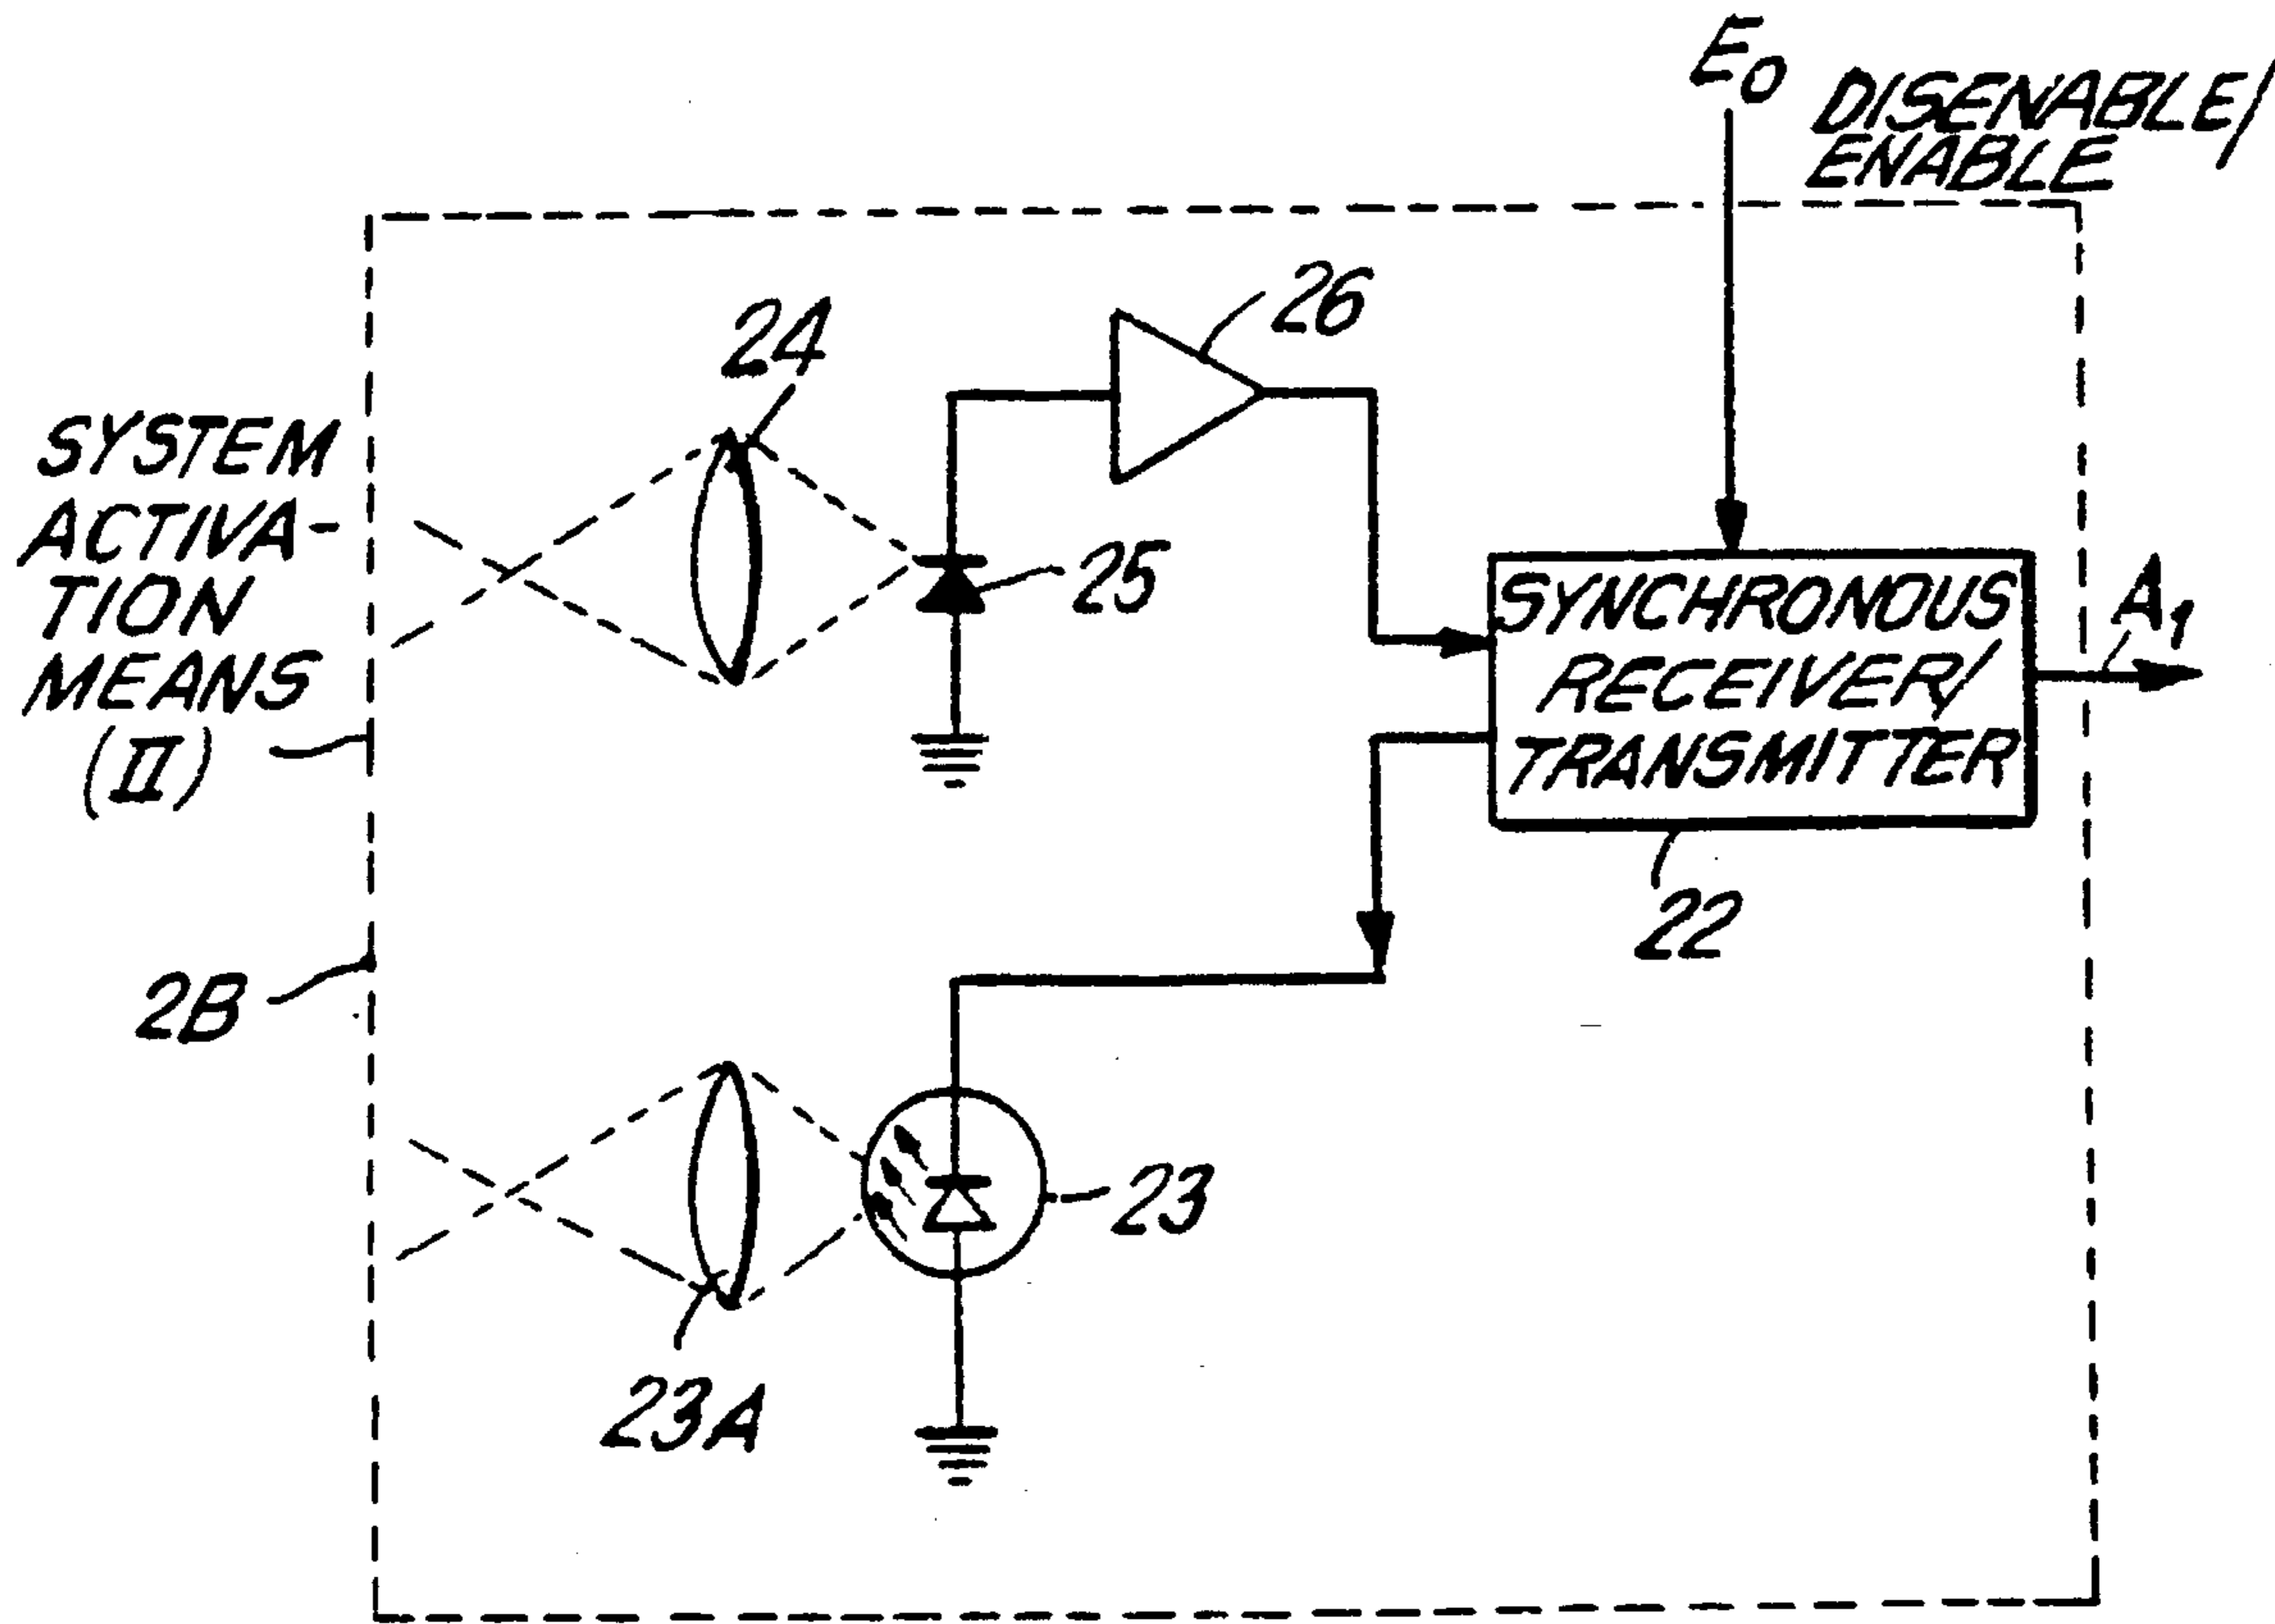 E0
DISENABLE/
ENABLE
26
24
SYSTEM
ACTIVA-
TION
MEANS
(II)
25
SYNCHRONOUS
RECEIVER/
TRANSMITTER
A1
22
2B
23
23A